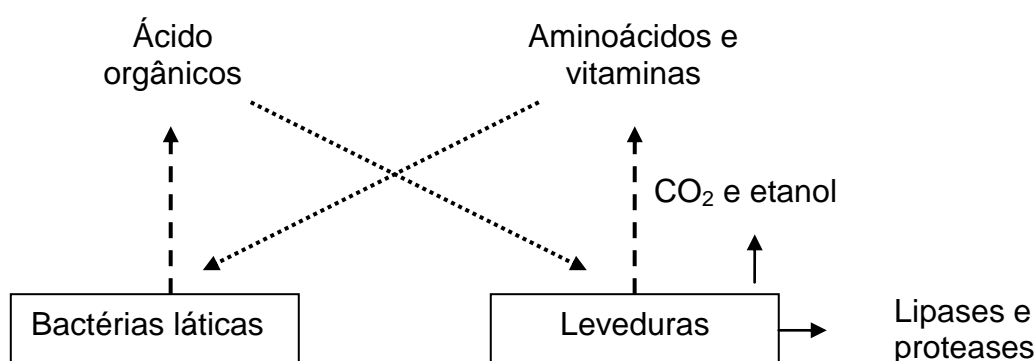 Ácido
orgânicos
Aminoácidos e
vitaminas
CO₂ e etanol
Bactérias láticas
Leveduras
Lipases e
proteases